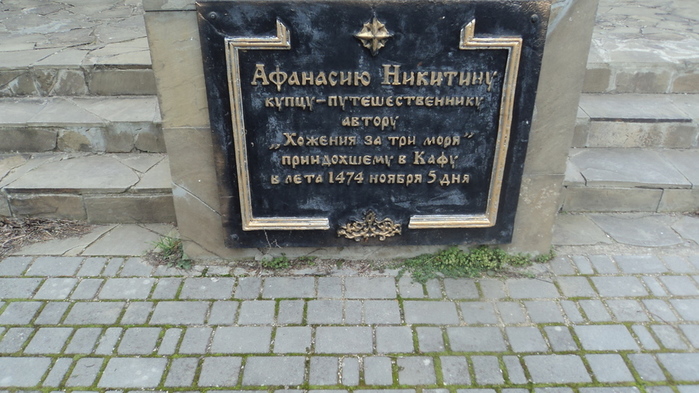 Афанасию Никитину
купцу-путешественнику
автору
„Хожения за три моря"
приидохшему в Кафу
в лета 1474 ноября 5 дня